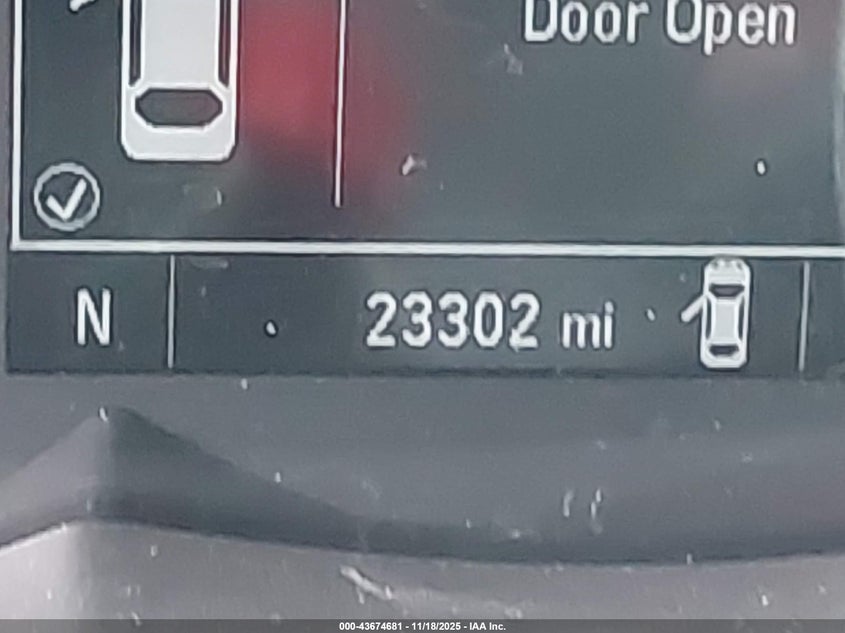 Door Open
N 23302 mi
000-43674681 - 11/18/2025 - IAA Inc.